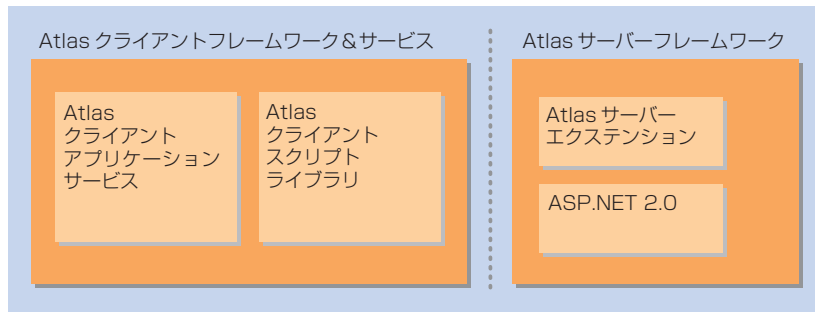 Atlas クライアントフレームワーク＆サービス
Atlas
クライアント
アプリケーション
サービス
Atlas
クライアント
スクリプト
ライブラリ
Atlas サーバーフレームワーク
Atlas サーバー
エクステンション
ASP.NET 2.0